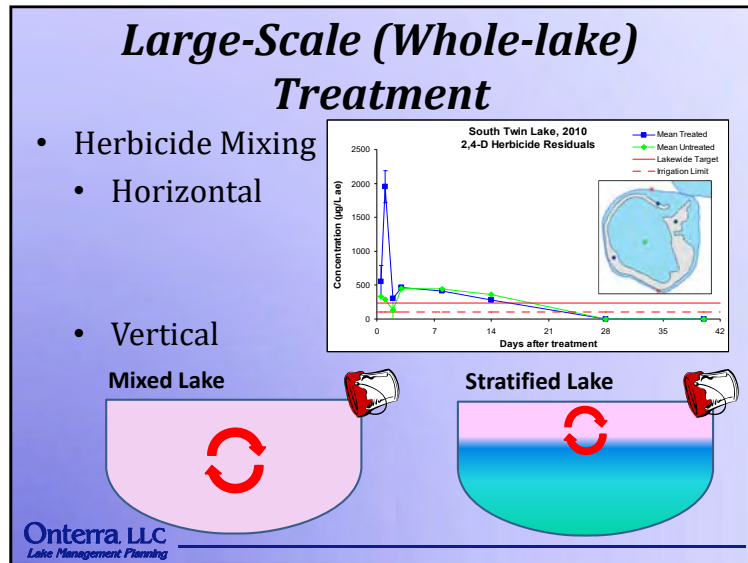 Large-Scale (Whole-lake)
Treatment
• Herbicide Mixing
• Horizontal
South Twin Lake, 2010
2,4-D Herbicide Residuals
Mean Treated
Mean Untreated
Lakewide Target
Irrigation Limit
Concentration (µg/L ae)
2500
2000
1500
1000
500
0
0 7 14 21 28 35 42
Days after treatment
• Vertical
Mixed Lake
Stratified Lake
Onterra, LLC
Lake Management Planning